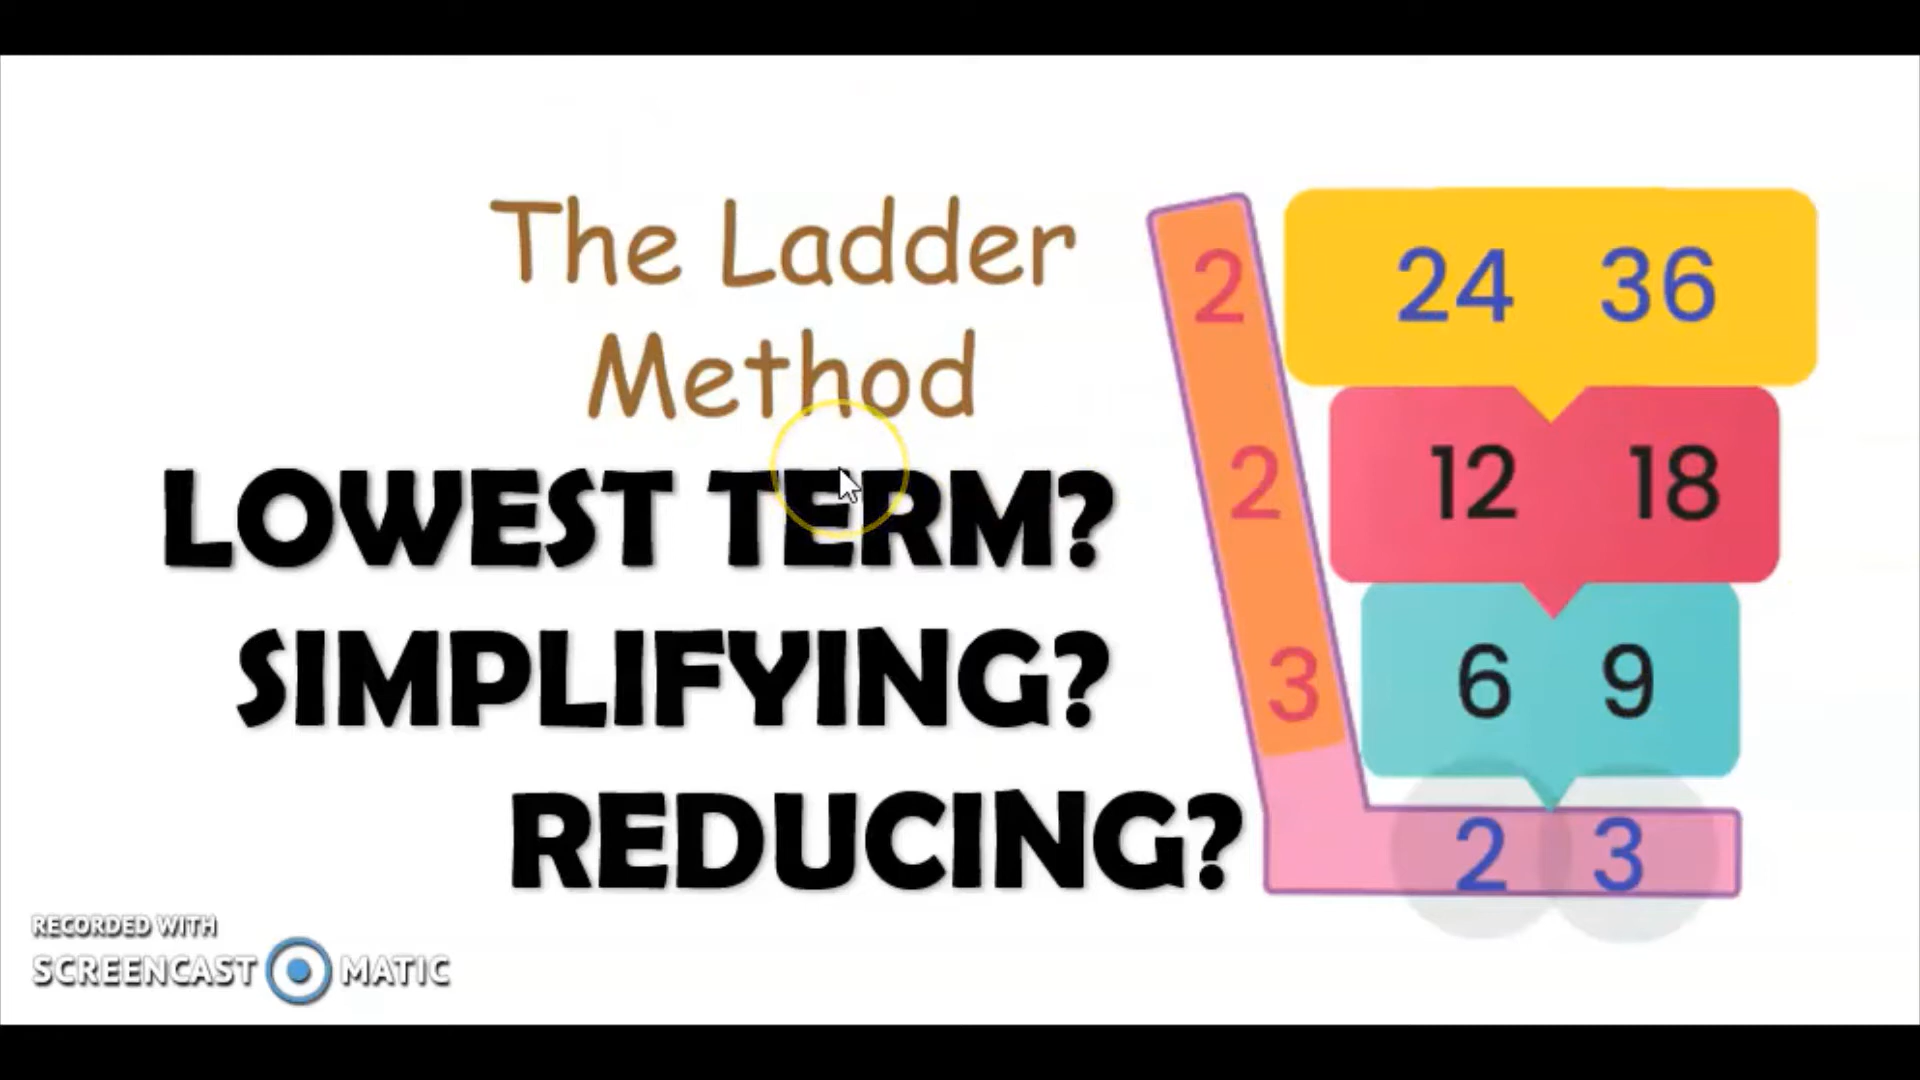 The Ladder
Method
LOWEST TERM?
SIMPLIFYING?
REDUCING?
2 24 36
2 12 18
3 6 9
2 3
RECORDED WITH
SCREENCAST MATIC